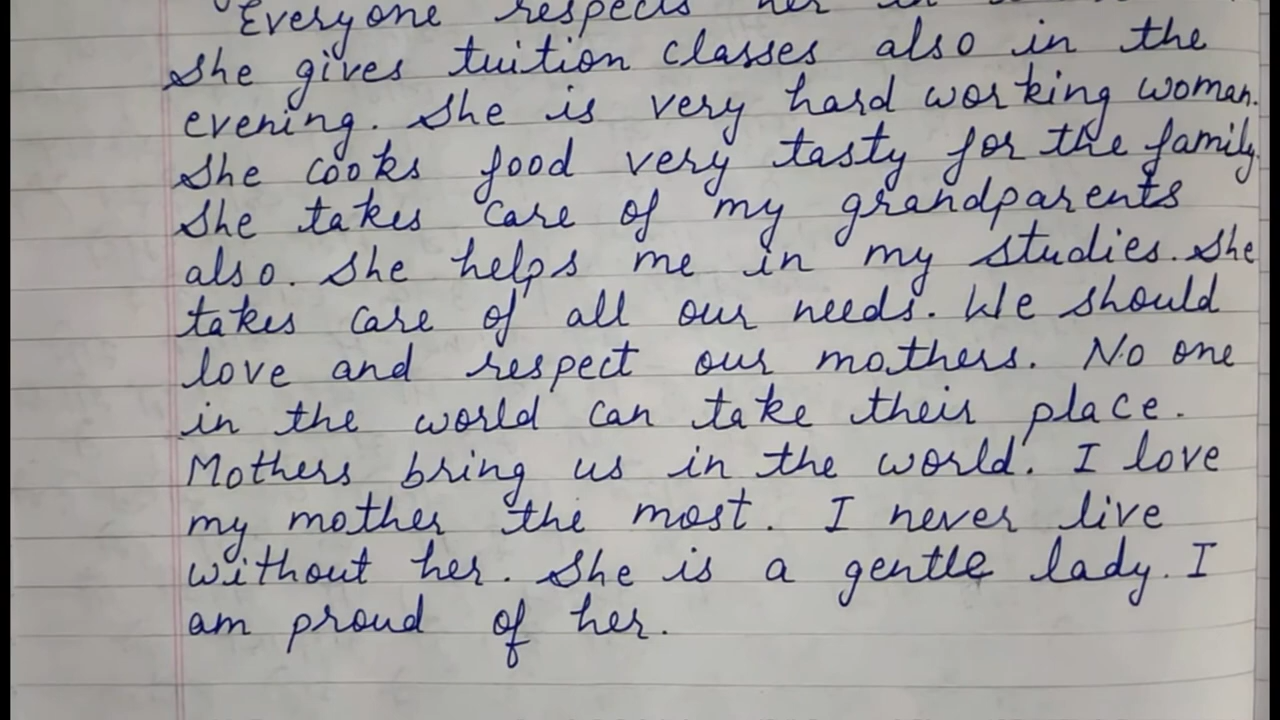 Everyone respects her in
She gives tuition classes also in the
evening. She is very hard working woman.
She cooks food very tasty for the family.
She takes care of my grandparents
also. She helps me in my studies. She
takes care of all our needs. We should
love and respect our mothers. No one
in the world can take their place.
Mothers bring us in the world. I love
my mother the most. I never live
without her. She is a gentle lady. I
am proud of her.